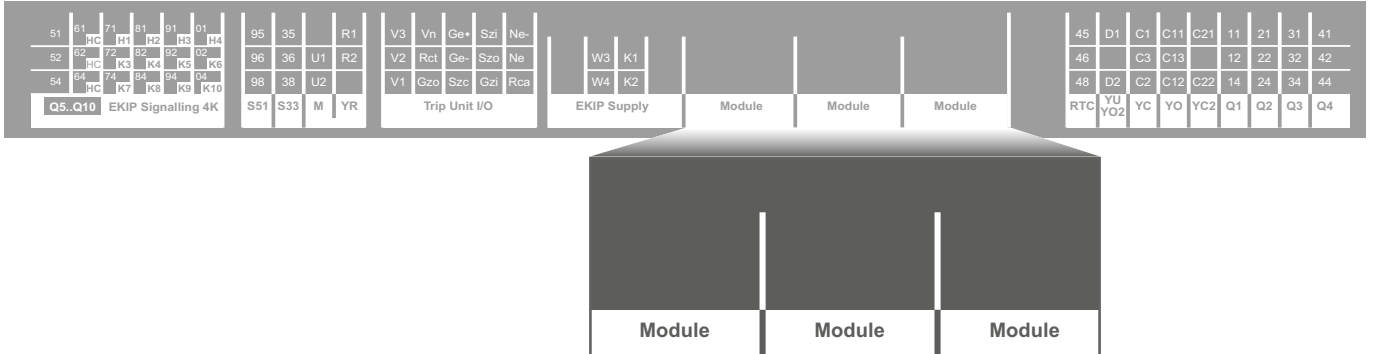 51 61 HC 71 H1 81 H2 91 H3 01 H4 95 35 R1 V3 Vn Ge+ Szi Ne- 45 D1 C1 C11 C21 11 21 31 41
52 62 HC 72 K3 82 K4 92 K5 02 K6 96 36 U1 R2 V2 Rct Ge- Szo Ne W3 K1 46 C3 C13 12 22 32 42
54 64 HC 74 K7 84 K8 94 K9 04 K10 98 38 U2 V1 Gzo Szc Gzi Rca W4 K2 48 D2 C2 C12 C22 14 24 34 44
Q5..Q10 EKIP Signalling 4K S51 S33 M YR Trip Unit I/O EKIP Supply Module Module Module RTC YU YO2 YC YO YC2 Q1 Q2 Q3 Q4
Module Module Module